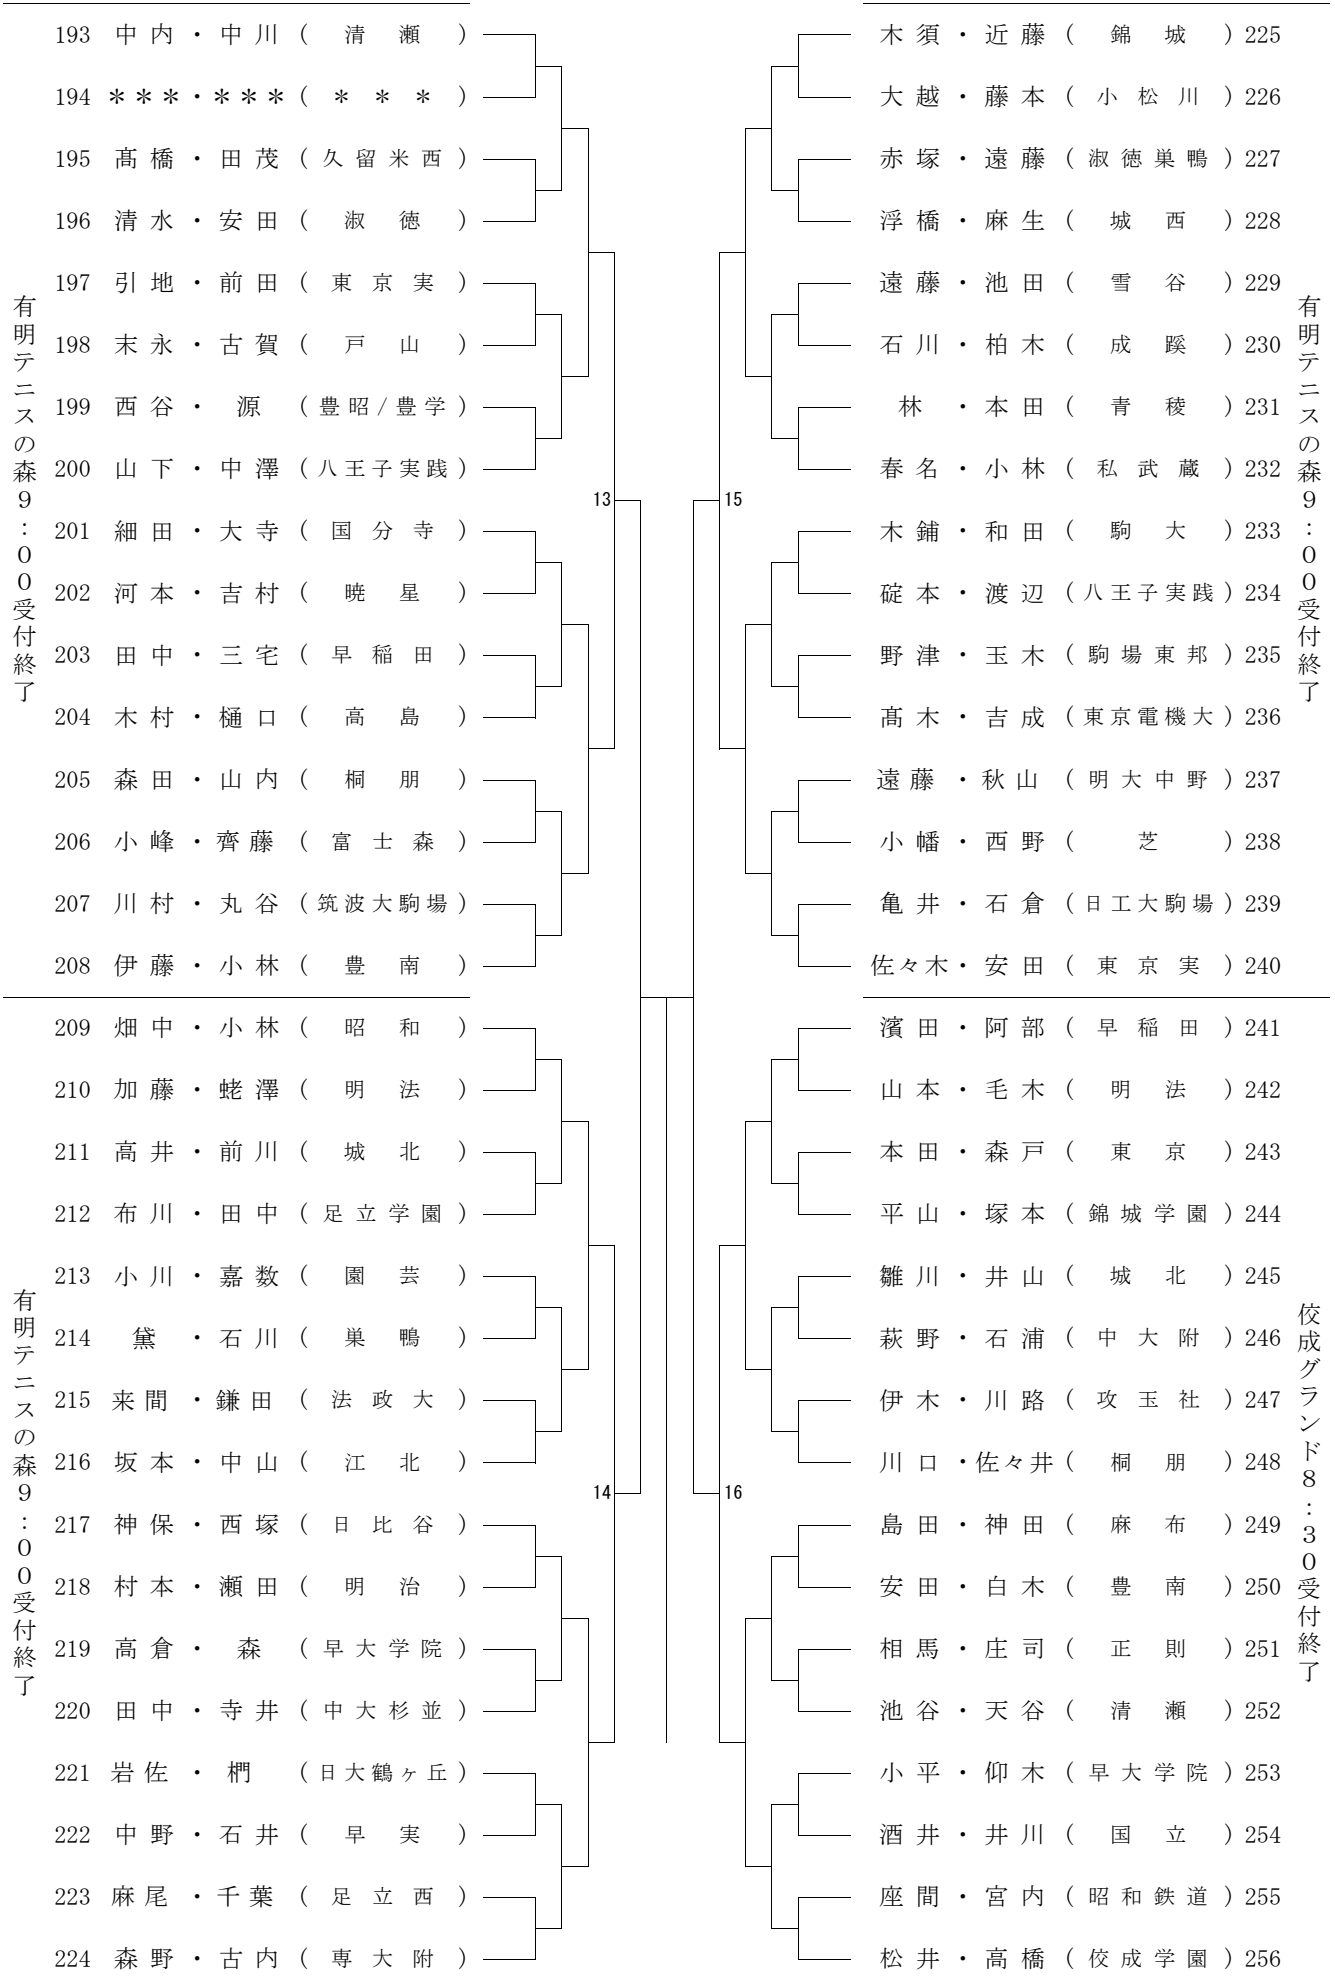 有明テニスの森9：00受付終了
193 中内・中川（清瀬）
194 ＊＊＊・＊＊＊（＊＊＊）
195 髙橋・田茂（久留米西）
196 清水・安田（淑徳）
197 引地・前田（東京実）
198 末永・古賀（戸山）
199 西谷・源（豊昭/豊学）
200 山下・中澤（八王子実践）
201 細田・大寺（国分寺）
202 河本・吉村（暁星）
203 田中・三宅（早稲田）
204 木村・樋口（高島）
205 森田・山内（桐朋）
206 小峰・齊藤（富士森）
207 川村・丸谷（筑波大駒場）
208 伊藤・小林（豊南）
13
有明テニスの森9：00受付終了
209 畑中・小林（昭和）
210 加藤・蛯澤（明法）
211 高井・前川（城北）
212 布川・田中（足立学園）
213 小川・嘉数（園芸）
214 黛・石川（巣鴨）
215 来間・鎌田（法政大）
216 坂本・中山（江北）
217 神保・西塚（日比谷）
218 村本・瀬田（明治）
219 高倉・森（早大学院）
220 田中・寺井（中大杉並）
221 岩佐・椚（日大鶴ヶ丘）
222 中野・石井（早実）
223 麻尾・千葉（足立西）
224 森野・古内（専大附）
14
木須・近藤（錦城）225
大越・藤本（小松川）226
赤塚・遠藤（淑徳巣鴨）227
浮橋・麻生（城西）228
遠藤・池田（雪谷）229
石川・柏木（成蹊）230
林・本田（青稜）231
春名・小林（私武蔵）232
木鋪・和田（駒大）233
碇本・渡辺（八王子実践）234
野津・玉木（駒場東邦）235
髙木・吉成（東京電機大）236
遠藤・秋山（明大中野）237
小幡・西野（芝）238
亀井・石倉（日工大駒場）239
佐々木・安田（東京実）240
有明テニスの森9：00受付終了
15
濱田・阿部（早稲田）241
山本・毛木（明法）242
本田・森戸（東京）243
平山・塚本（錦城学園）244
雛川・井山（城北）245
萩野・石浦（中大附）246
伊木・川路（攻玉社）247
川口・佐々井（桐朋）248
島田・神田（麻布）249
安田・白木（豊南）250
相馬・庄司（正則）251
池谷・天谷（清瀬）252
小平・仰木（早大学院）253
酒井・井川（国立）254
座間・宮内（昭和鉄道）255
松井・高橋（佼成学園）256
佼成グランド8：30受付終了
16